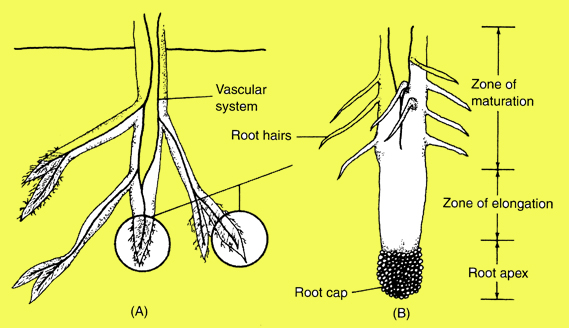 Vascular
system
Root hairs
Zone of
maturation
Zone of elongation
Root apex
Root cap
(A)
(B)